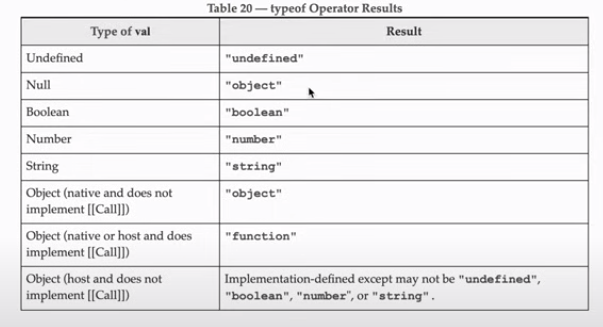 Table 20 — typeof Operator Results
Type of val Result
Undefined "undefined"
Null "object"
Boolean "boolean"
Number "number"
String "string"
Object (native and does not "object"
implement [[Call]])
Object (native or host and does "function"
implement [[Call]])
Object (host and does not Implementation-defined except may not be "undefined",
implement [[Call]]) "boolean", "number", or "string".